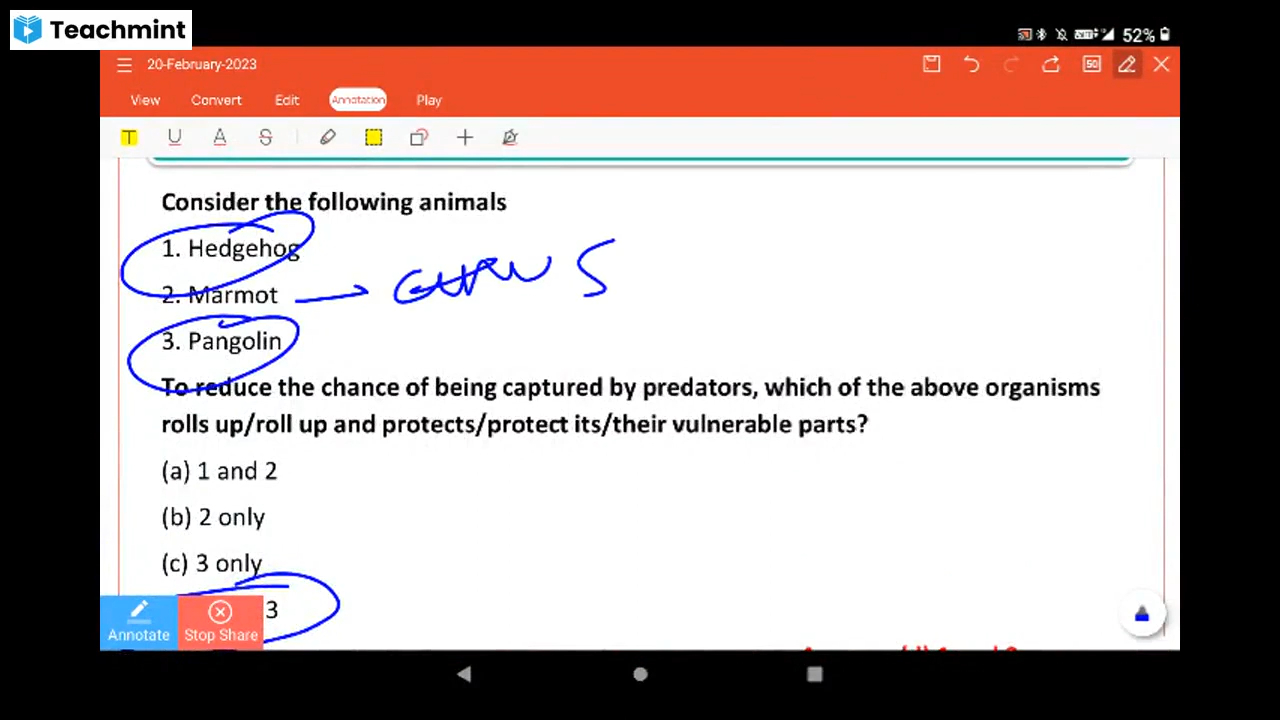 Teachmint
52%
20-February-2023
50
View Convert Edit Annotation Play
T U A S
Consider the following animals
1. Hedgehog
2. Marmot
3. Pangolin
To reduce the chance of being captured by predators, which of the above organisms
rolls up/roll up and protects/protect its/their vulnerable parts?
(a) 1 and 2
(b) 2 only
(c) 3 only
3
Annotate Stop Share